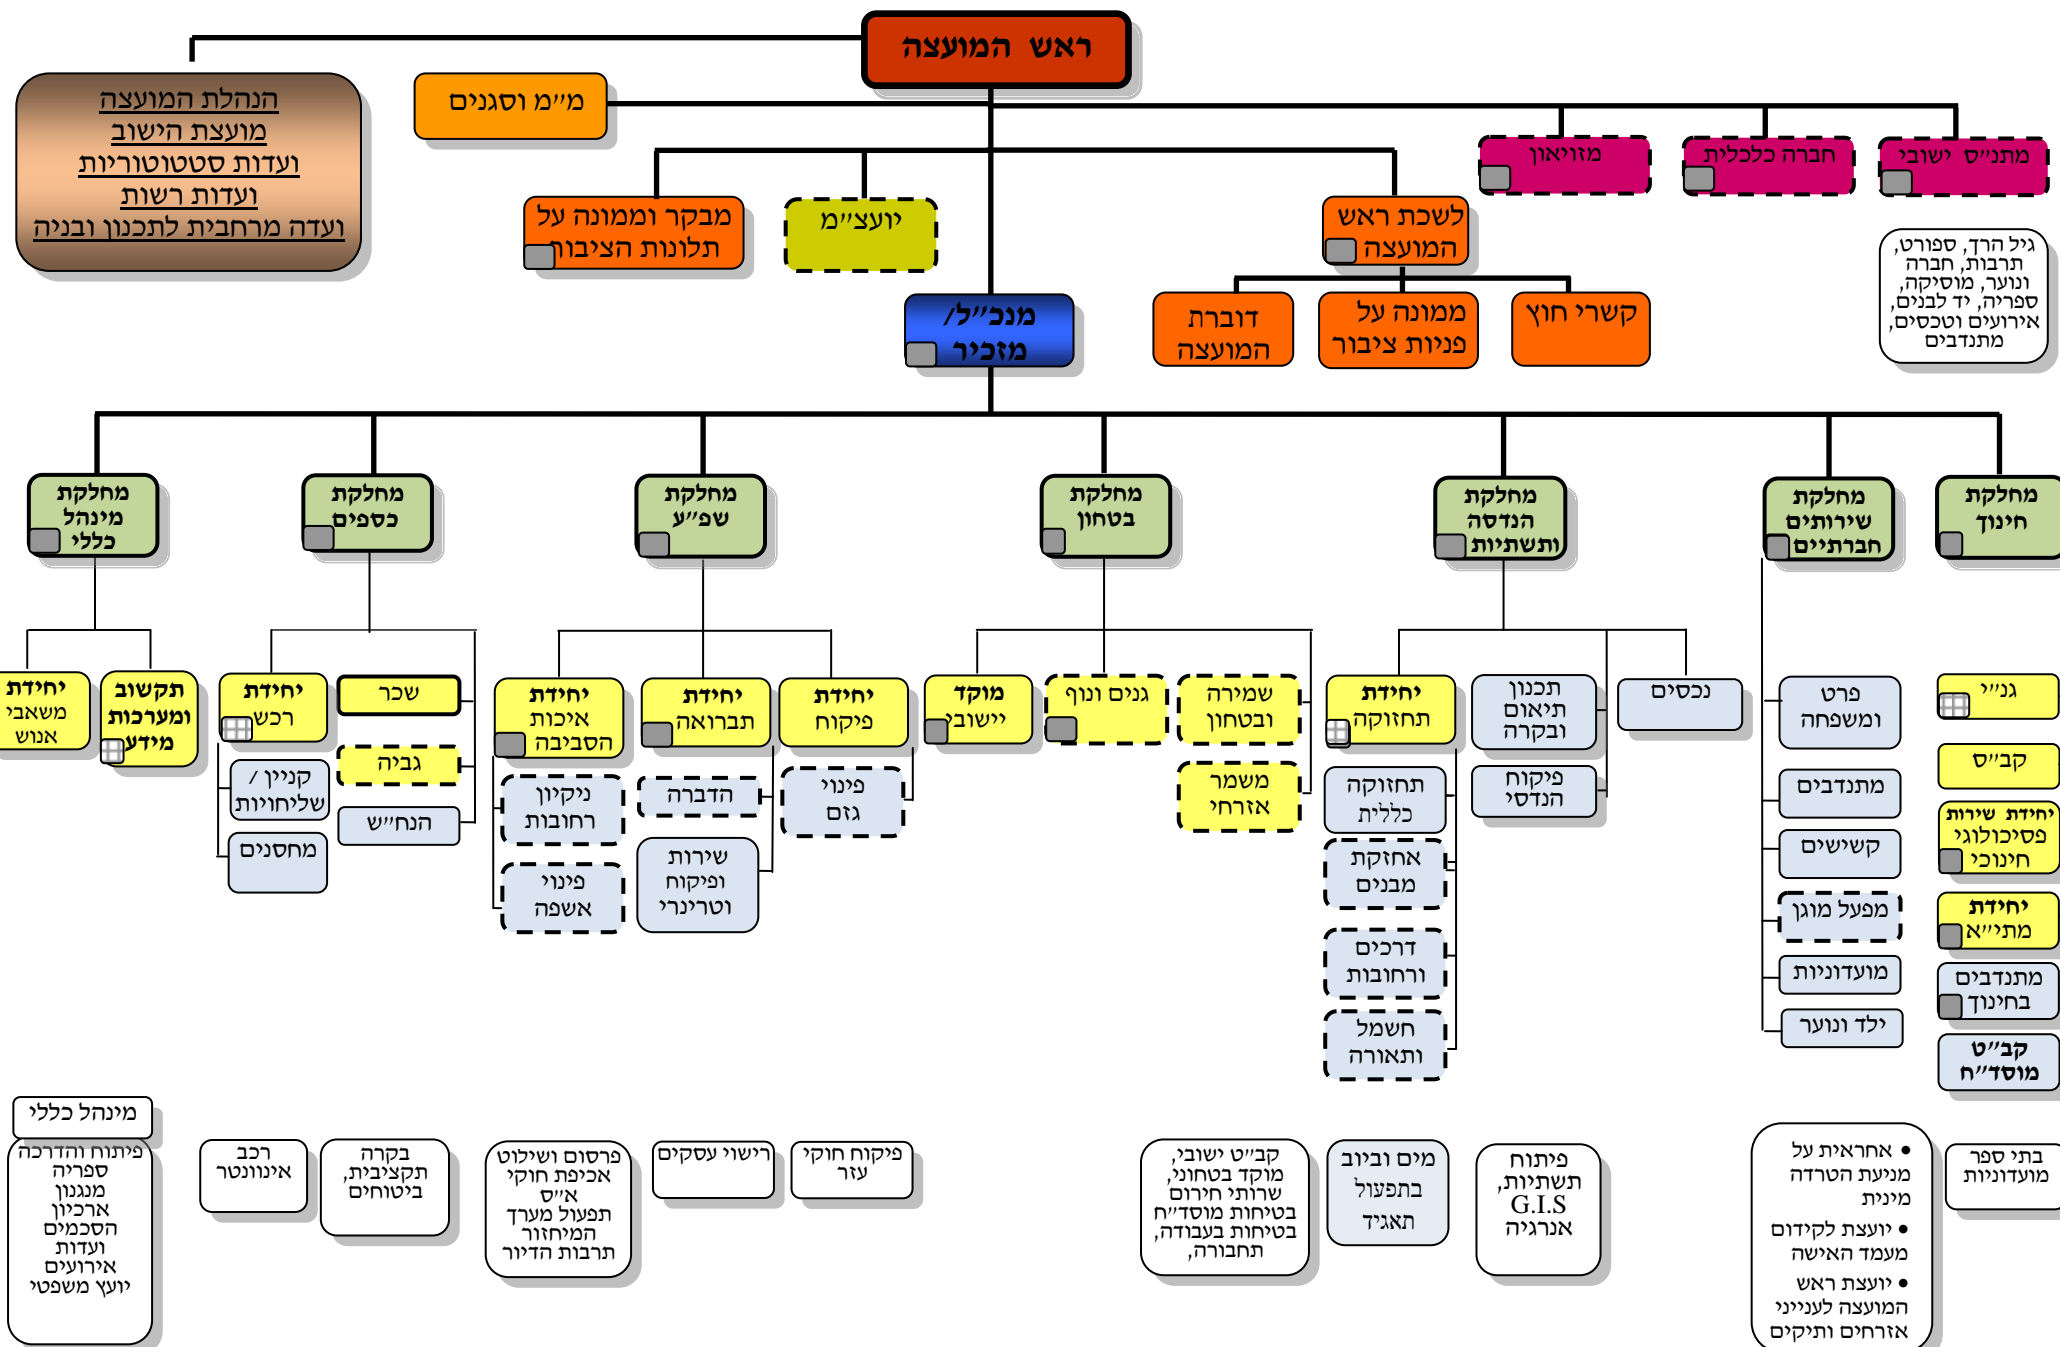 ראש המועצה
הנהלת המועצה
מועצת הישוב
ועדות סטטוטוריות
ועדות רשות
ועדה מרחבית לתכנון ובניה
מ״מ וסגנים
מתנ״ס ישובי
חברה כלכלית
מזויאון
גיל הרך, ספורט,
תרבות, חברה
ונוער, מוסיקה,
ספריה, יד לבנים,
אירועים וטכסים,
מתנדבים
לשכת ראש
המועצה
יועצ״מ
מבקר וממונה על
תלונות הציבור
קשרי חוץ
ממונה על
פניות ציבור
דוברת
המועצה
מנכ״ל/
מזכיר
מחלקת
חינוך
מחלקת
שירותים
חברתיים
מחלקת
הנדסה
ותשתיות
מחלקת
בטחון
מחלקת
שפ״ע
מחלקת
כספים
מחלקת
מינהל
כללי
גנ״י
קב״ס
יחידת שירות
פסיכולוגי
חינוכי
יחידת
מתי״א
מתנדבים
בחינוך
קב״ט
מוסד״ח
פרט
ומשפחה
מתנדבים
קשישים
מפעל מוגן
מועדוניות
ילד ונוער
נכסים
תכנון
תיאום
ובקרה
פיקוח
הנדסי
יחידת
תחזוקה
תחזוקה
כללית
אחזקת
מבנים
דרכים
ורחובות
חשמל
ותאורה
שמירה
ובטחון
משמר
אזרחי
גנים ונוף
מוקד
יישובי
יחידת
פיקוח
פינוי
גזם
יחידת
תברואה
הדברה
שירות
ופיקוח
וטרינרי
יחידת
איכות
הסביבה
ניקיון
רחובות
פינוי
אשפה
שכר
גביה
הנח״ש
יחידת
רכש
קניין /
שליחויות
מחסנים
תקשוב
ומערכות
מידע
יחידת
משאבי
אנוש
בתי ספר
מועדוניות
• אחראית על
מניעת הטרדה
מינית
• יועצת לקידום
מעמד האישה
• יועצת ראש
המועצה לענייני
אזרחים ותיקים
פיתוח
תשתיות,
G.I.S
אנרגיה
מים וביוב
בתפעול
תאגיד
קב״ט ישובי,
מוקד בטחוני,
שרותי חירום
בטיחות מוסד״ח
בטיחות בעבודה,
תחבורה,
פיקוח חוקי
עזר
רישוי עסקים
פרסום ושילוט
אכיפת חוקי
א״ס
תפעול מערך
המיחזור
תרבות הדיור
בקרה
תקציבית,
ביטוחים
רכב
אינוונטר
מינהל כללי
פיתוח והדרכה
ספריה
מנגנון
ארכיון
הסכמים
ועדות
אירועים
יועץ משפטי